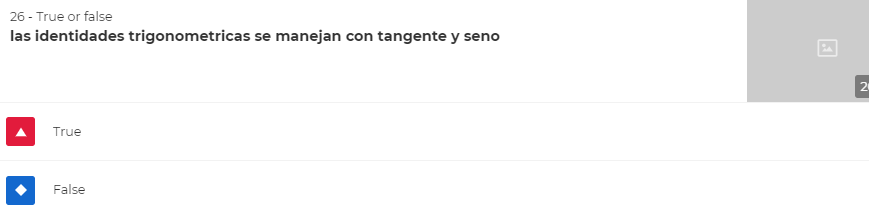 26 - True or false
las identidades trigonometricas se manejan con tangente y seno
True
False